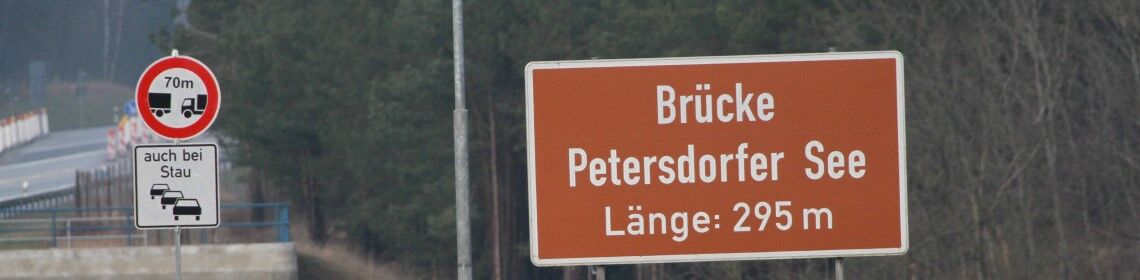 70m
auch bei
Stau
Brücke
Petersdorfer See
Länge: 295 m